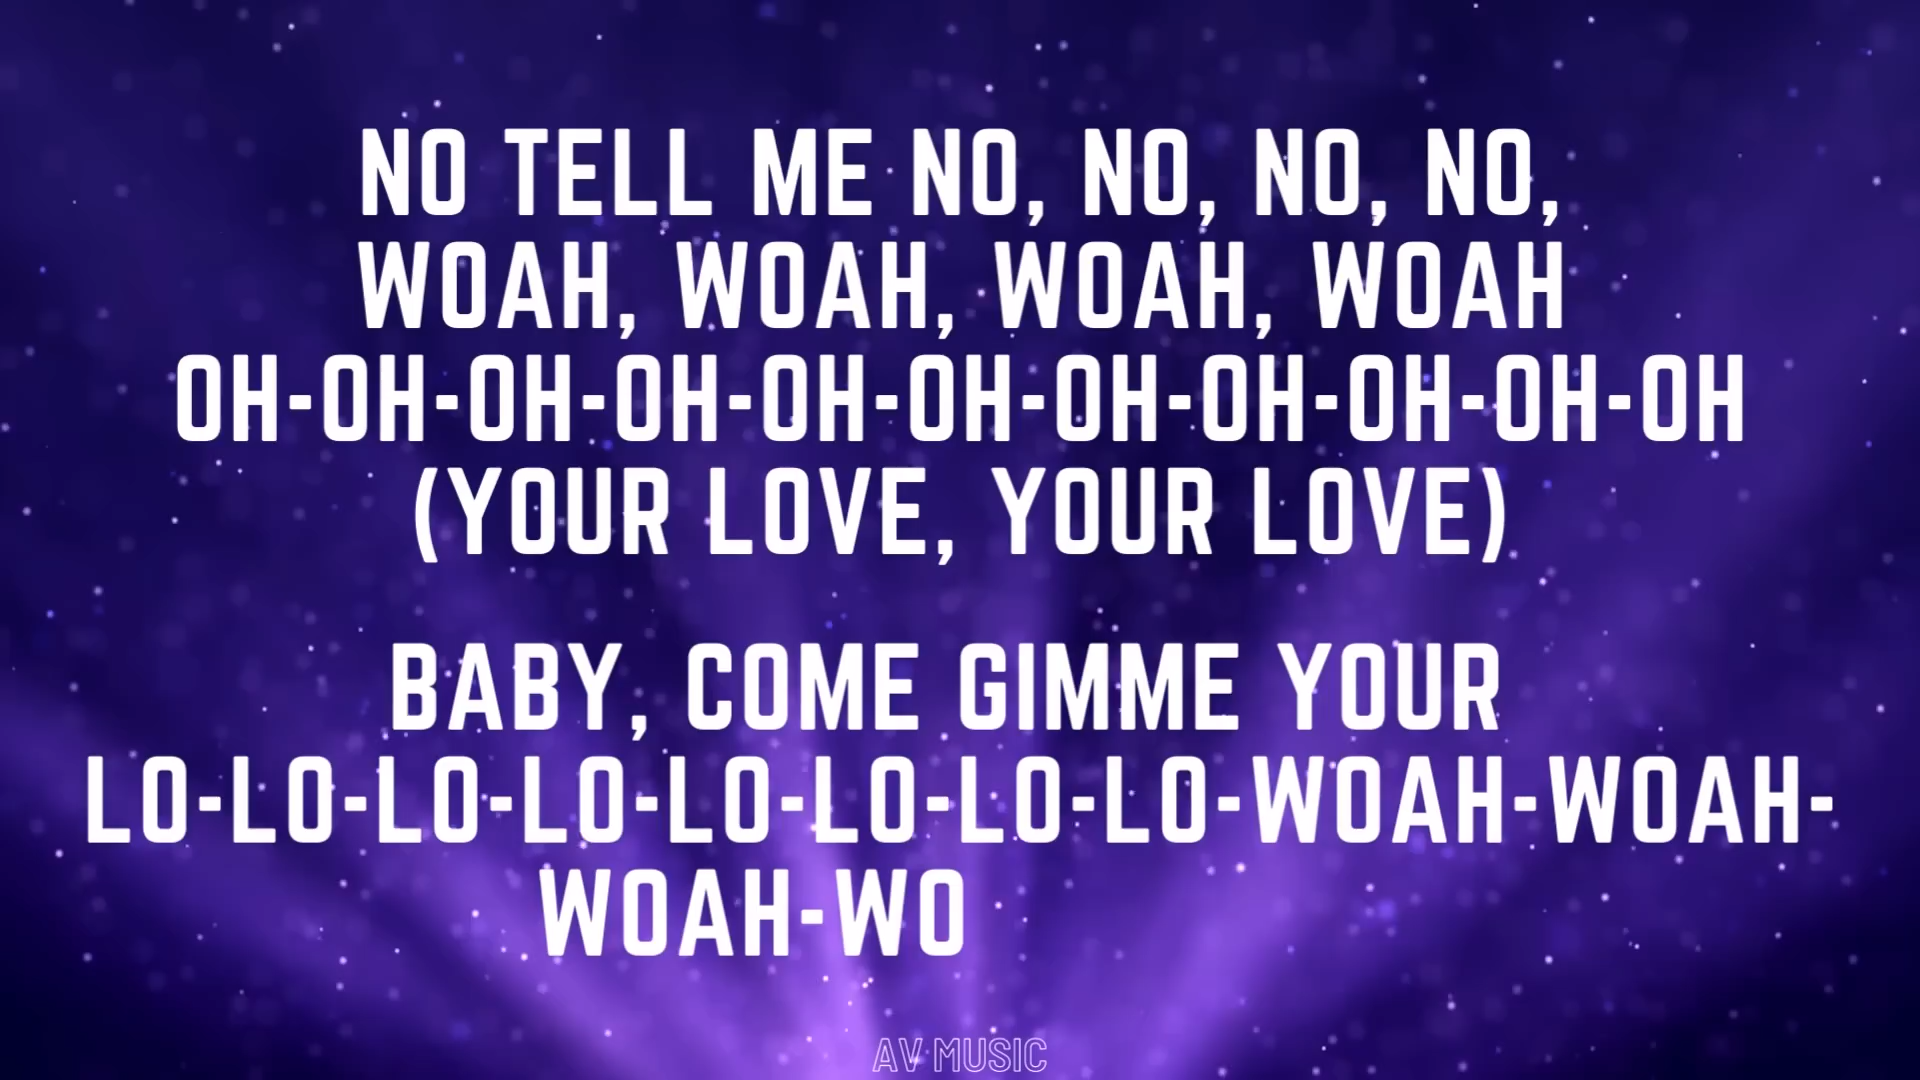 NO TELL ME NO, NO, NO, NO,
WOAH, WOAH, WOAH, WOAH
OH-OH-OH-OH-OH-OH-OH-OH-OH-OH-OH
(YOUR LOVE, YOUR LOVE)
BABY, COME GIMME YOUR
LO-LO-LO-LO-LO-LO-LO-LO-WOAH-WOAH-
WOAH-WO
AV MUSIC